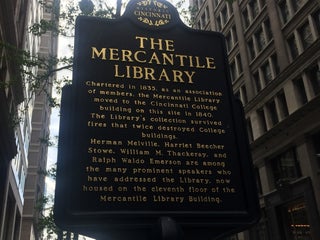 CINCINNATI
THE
MERCANTILE
LIBRARY
Chartered in 1835, as an association
of members, the Mercantile Library
moved to the Cincinnati College
building on this site in 1840.
The Library's collection survived
fires that twice destroyed College
buildings.
Herman Melville, Harriet Beecher
Stowe, William M. Thackeray, and
Ralph Waldo Emerson are among
the many prominent speakers who
have addressed the Library, now
housed on the eleventh floor of the
Mercantile Library Building.